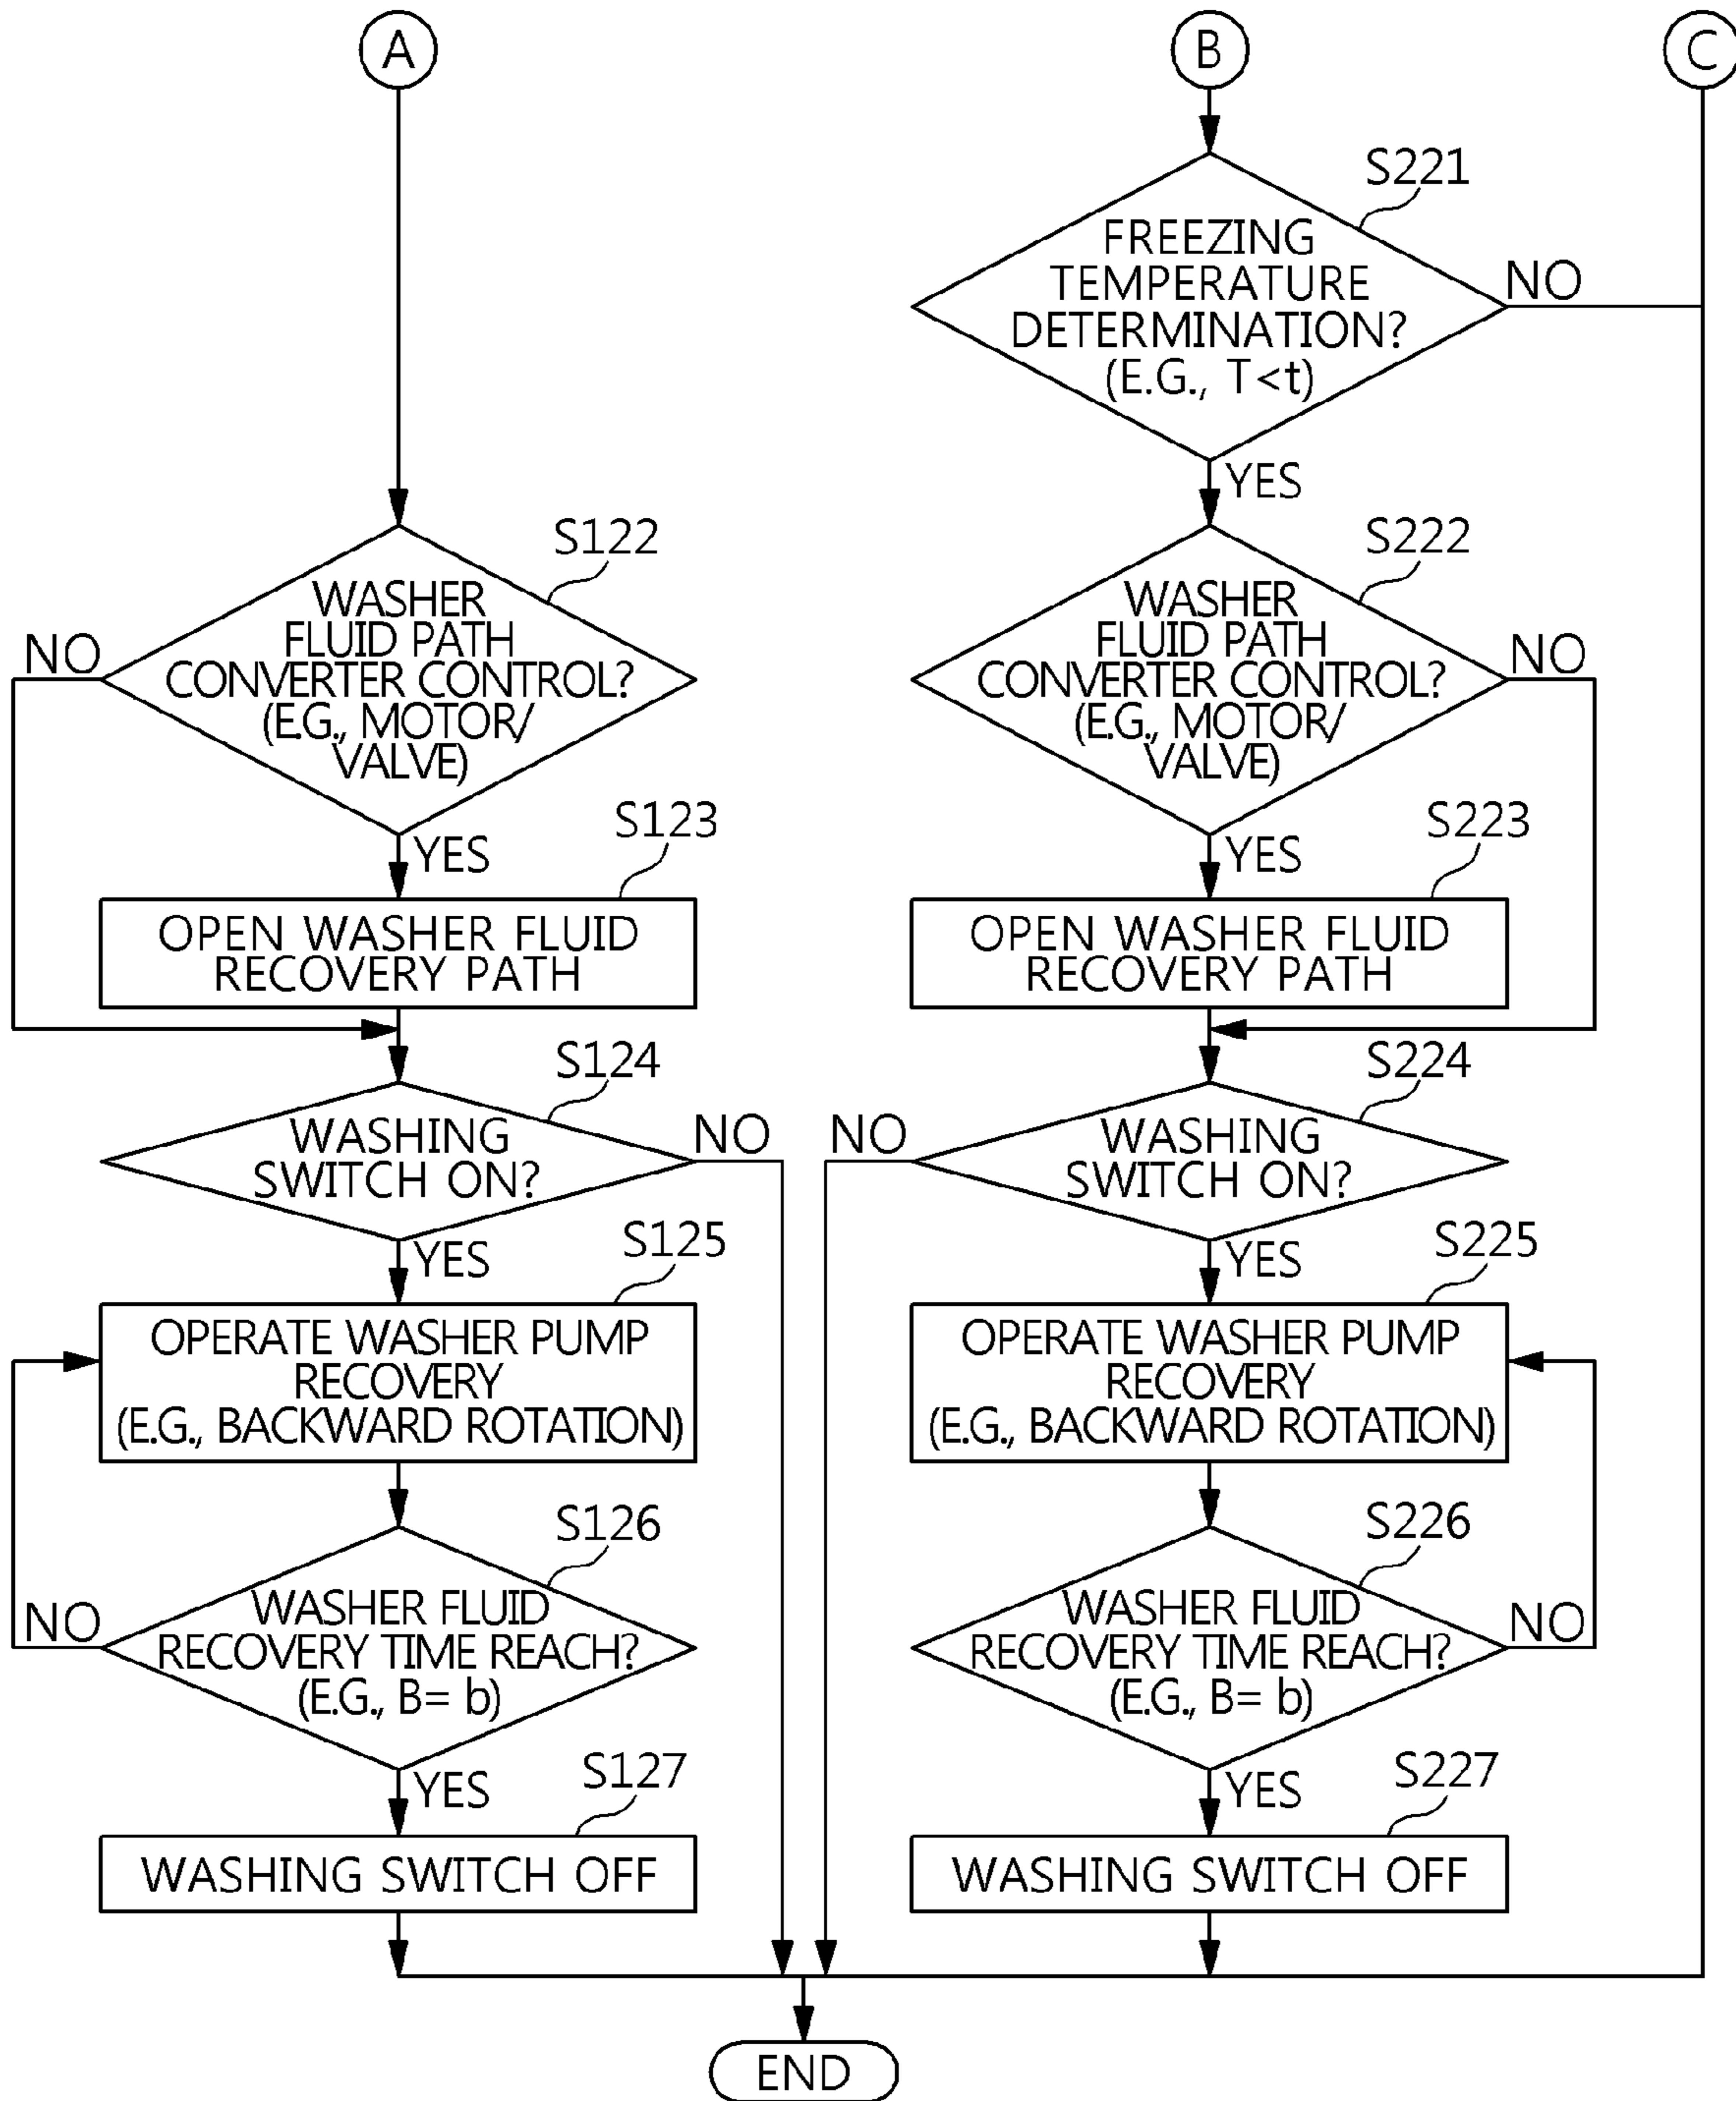 A
B
C
S221
FREEZING
TEMPERATURE
DETERMINATION?
(E.G., T<t)
NO
YES
S122
WASHER
FLUID PATH
CONVERTER CONTROL?
(E.G., MOTOR/
VALVE)
NO
YES
S222
WASHER
FLUID PATH
CONVERTER CONTROL?
(E.G., MOTOR/
VALVE)
NO
YES
S123
OPEN WASHER FLUID
RECOVERY PATH
S223
OPEN WASHER FLUID
RECOVERY PATH
S124
WASHING
SWITCH ON?
NO
YES
S224
WASHING
SWITCH ON?
NO
YES
S125
OPERATE WASHER PUMP
RECOVERY
(E.G., BACKWARD ROTATION)
S225
OPERATE WASHER PUMP
RECOVERY
(E.G., BACKWARD ROTATION)
S126
WASHER FLUID
RECOVERY TIME REACH?
(E.G., B= b)
NO
YES
S226
WASHER FLUID
RECOVERY TIME REACH?
(E.G., B= b)
NO
YES
S127
WASHING SWITCH OFF
S227
WASHING SWITCH OFF
END